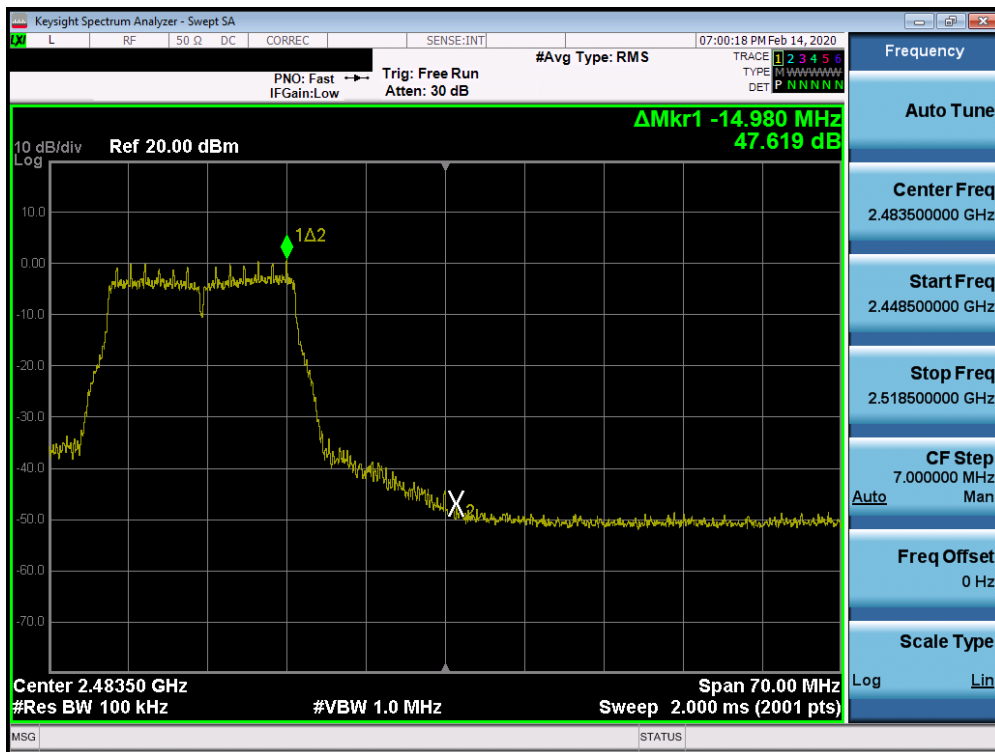 Keysight Spectrum Analyzer - Swept SA
LXI L RF 50 Ω DC CORREC SENSE:INT 07:00:18 PM Feb 14, 2020
#Avg Type: RMS
TRACE 1 2 3 4 5 6
TYPE M WWWWW
DET P N N N N N
PNO: Fast
IFGain:Low
Trig: Free Run
Atten: 30 dB
ΔMkr1 -14.980 MHz
47.619 dB
10 dB/div Ref 20.00 dBm
Log
10.0
0.00
-10.0
-20.0
-30.0
-40.0
-50.0
-60.0
-70.0
1Δ2
X2
Center 2.48350 GHz Span 70.00 MHz
#Res BW 100 kHz #VBW 1.0 MHz Sweep 2.000 ms (2001 pts)
MSG STATUS
Frequency
Auto Tune
Center Freq
2.483500000 GHz
Start Freq
2.448500000 GHz
Stop Freq
2.518500000 GHz
CF Step
7.000000 MHz
Auto Man
Freq Offset
0 Hz
Scale Type
Log Lin